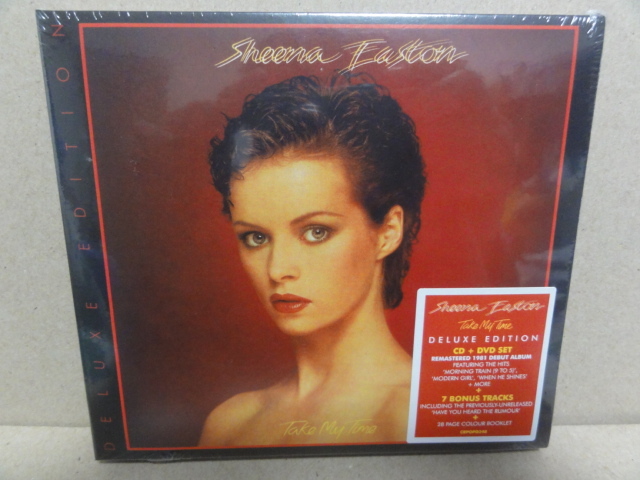 DELUXE EDITION
Sheena Easton
Take My Time
Sheena Easton
Take My Time
DELUXE EDITION
CD + DVD SET
REMASTERED 1981 DEBUT ALBUM
FEATURING THE HITS
'MORNING TRAIN (9 TO 5)',
'MODERN GIRL', 'WHEN HE SHINES'
+ MORE
+
7 BONUS TRACKS
INCLUDING THE PREVIOUSLY-UNRELEASED
'HAVE YOU HEARD THE RUMOUR'
+
28 PAGE COLOUR BOOKLET